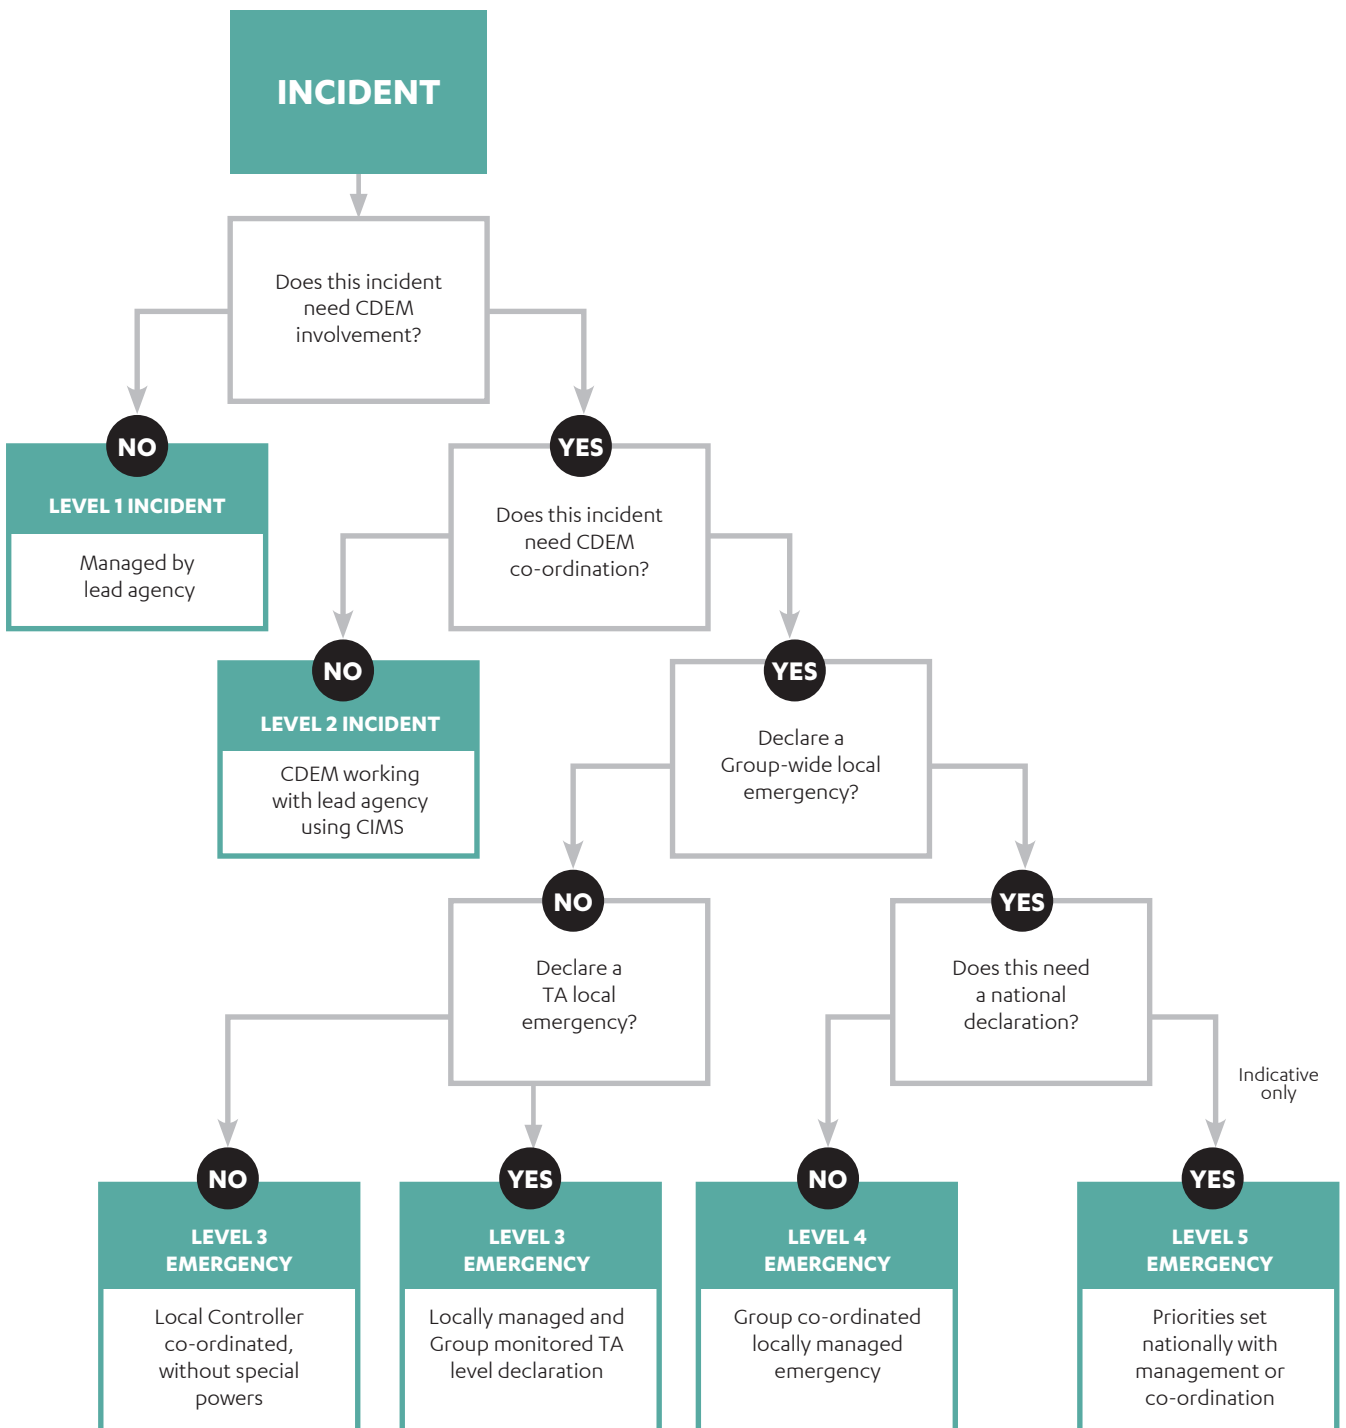 INCIDENT
Does this incident
need CDEM
involvement?
NO
LEVEL 1 INCIDENT
Managed by
lead agency
YES
Does this incident
need CDEM
co-ordination?
NO
LEVEL 2 INCIDENT
CDEM working
with lead agency
using CIMS
YES
Declare a
Group-wide local
emergency?
NO
Declare a
TA local
emergency?
YES
Does this need
a national
declaration?
Indicative
only
NO
LEVEL 3
EMERGENCY
Local Controller
co-ordinated,
without special
powers
YES
LEVEL 3
EMERGENCY
Locally managed and
Group monitored TA
level declaration
NO
LEVEL 4
EMERGENCY
Group co-ordinated
locally managed
emergency
YES
LEVEL 5
EMERGENCY
Priorities set
nationally with
management or
co-ordination